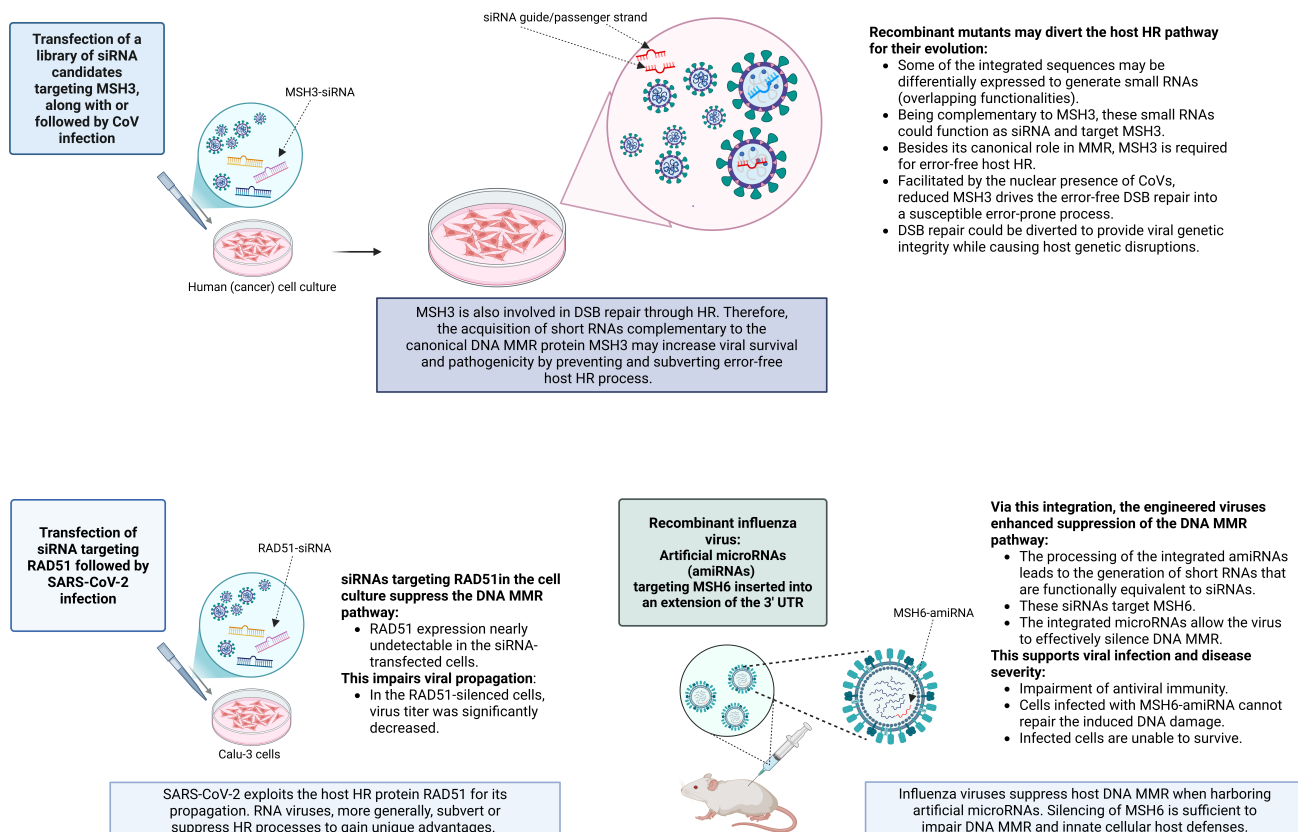 Transfection of a
library of siRNA
candidates
targeting MSH3,
along with or
followed by CoV
infection
MSH3-siRNA
Human (cancer) cell culture
siRNA guide/passenger strand
MSH3 is also involved in DSB repair through HR. Therefore,
the acquisition of short RNAs complementary to the
canonical DNA MMR protein MSH3 may increase viral survival
and pathogenicity by preventing and subverting error-free
host HR process.
Recombinant mutants may divert the host HR pathway
for their evolution:
• Some of the integrated sequences may be
differentially expressed to generate small RNAs
(overlapping functionalities).
• Being complementary to MSH3, these small RNAs
could function as siRNA and target MSH3.
• Besides its canonical role in MMR, MSH3 is required
for error-free host HR.
• Facilitated by the nuclear presence of CoVs,
reduced MSH3 drives the error-free DSB repair into
a susceptible error-prone process.
• DSB repair could be diverted to provide viral genetic
integrity while causing host genetic disruptions.
Transfection of
siRNA targeting
RAD51 followed by
SARS-CoV-2
infection
RAD51-siRNA
Calu-3 cells
siRNAs targeting RAD51in the cell
culture suppress the DNA MMR
pathway:
• RAD51 expression nearly
undetectable in the siRNA-
transfected cells.
This impairs viral propagation:
• In the RAD51-silenced cells,
virus titer was significantly
decreased.
SARS-CoV-2 exploits the host HR protein RAD51 for its
propagation. RNA viruses, more generally, subvert or
suppress HR processes to gain unique advantages.
Recombinant influenza
virus:
Artificial microRNAs
(amiRNAs)
targeting MSH6 inserted into
an extension of the 3' UTR
MSH6-amiRNA
Via this integration, the engineered viruses
enhanced suppression of the DNA MMR
pathway:
• The processing of the integrated amiRNAs
leads to the generation of short RNAs that
are functionally equivalent to siRNAs.
• These siRNAs target MSH6.
• The integrated microRNAs allow the virus
to effectively silence DNA MMR.
This supports viral infection and disease
severity:
• Impairment of antiviral immunity.
• Cells infected with MSH6-amiRNA cannot
repair the induced DNA damage.
• Infected cells are unable to survive.
Influenza viruses suppress host DNA MMR when harboring
artificial microRNAs. Silencing of MSH6 is sufficient to
impair DNA MMR and innate cellular host defenses.